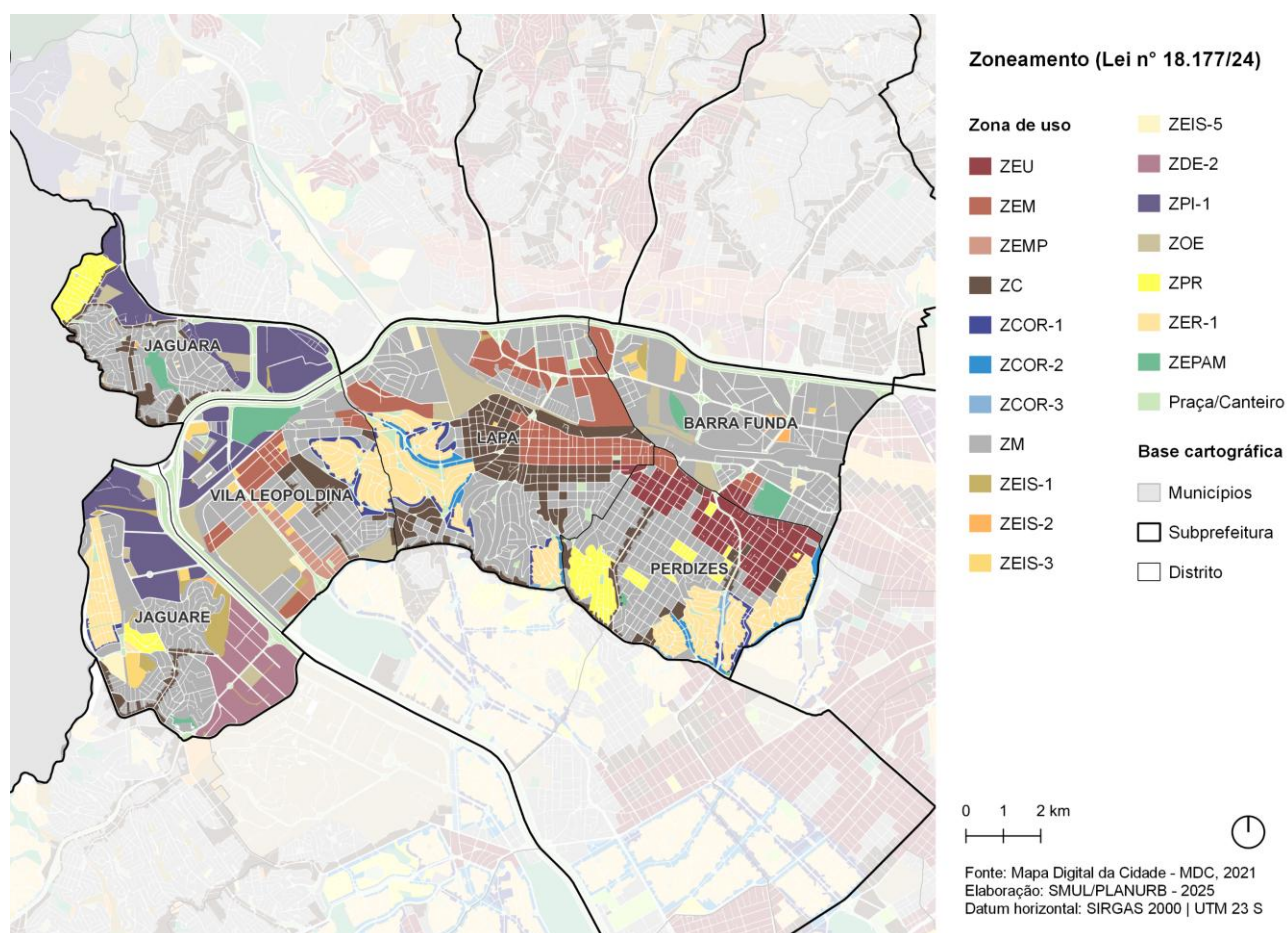 JAGUARA
LAPA
BARRA FUNDA
VILA LEOPOLDINA
PERDIZES
JAGUARE
Zoneamento (Lei n° 18.177/24)
Zona de uso
ZEU
ZEM
ZEMP
ZC
ZCOR-1
ZCOR-2
ZCOR-3
ZM
ZEIS-1
ZEIS-2
ZEIS-3
ZEIS-5
ZDE-2
ZPI-1
ZOE
ZPR
ZER-1
ZEPAM
Praça/Canteiro
Base cartográfica
Municípios
Subprefeitura
Distrito
0 1 2 km
Fonte: Mapa Digital da Cidade - MDC, 2021
Elaboração: SMUL/PLANURB - 2025
Datum horizontal: SIRGAS 2000 | UTM 23 S